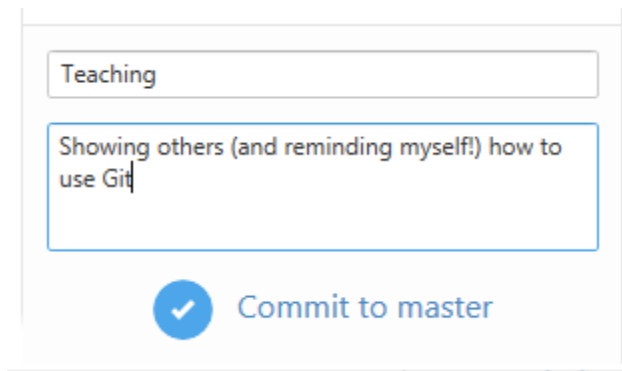 Teaching
Showing others (and reminding myself!) how to
use Git
Commit to master